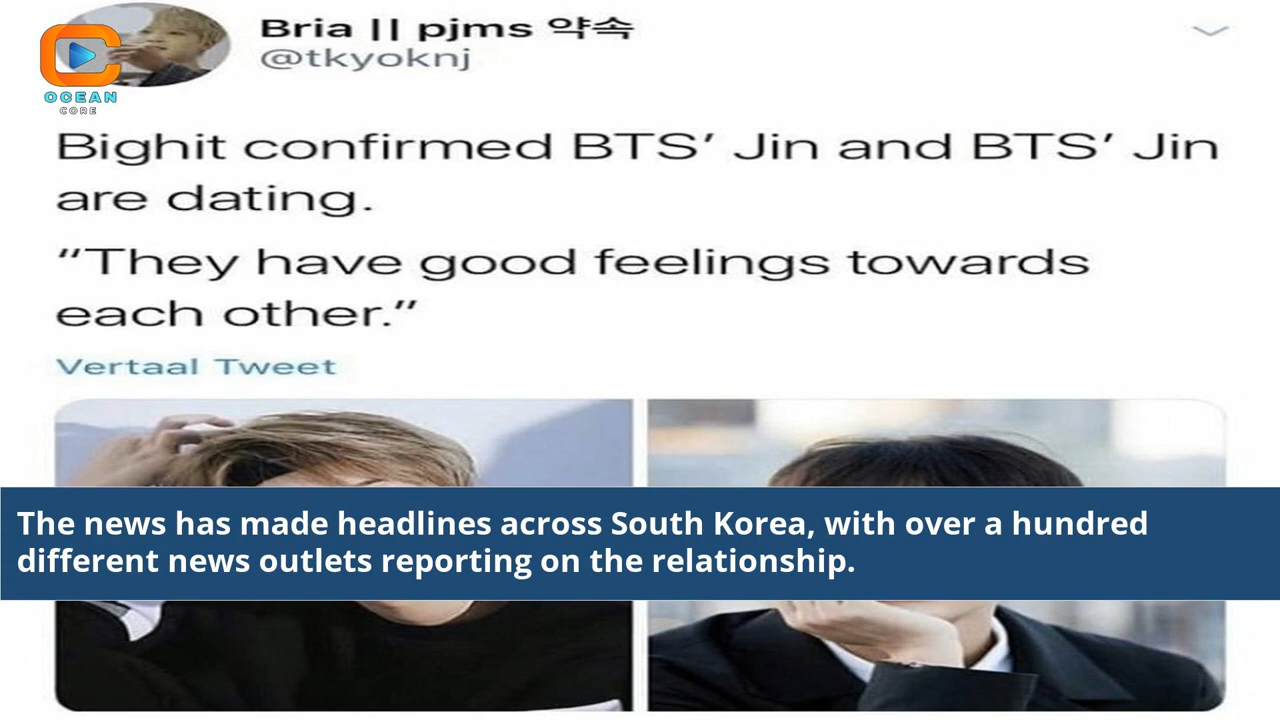 Bria || pjms 약속
@tkyoknj
OCEAN
CORE
Bighit confirmed BTS’ Jin and BTS’ Jin
are dating.
“They have good feelings towards
each other.”
Vertaal Tweet
The news has made headlines across South Korea, with over a hundred
different news outlets reporting on the relationship.